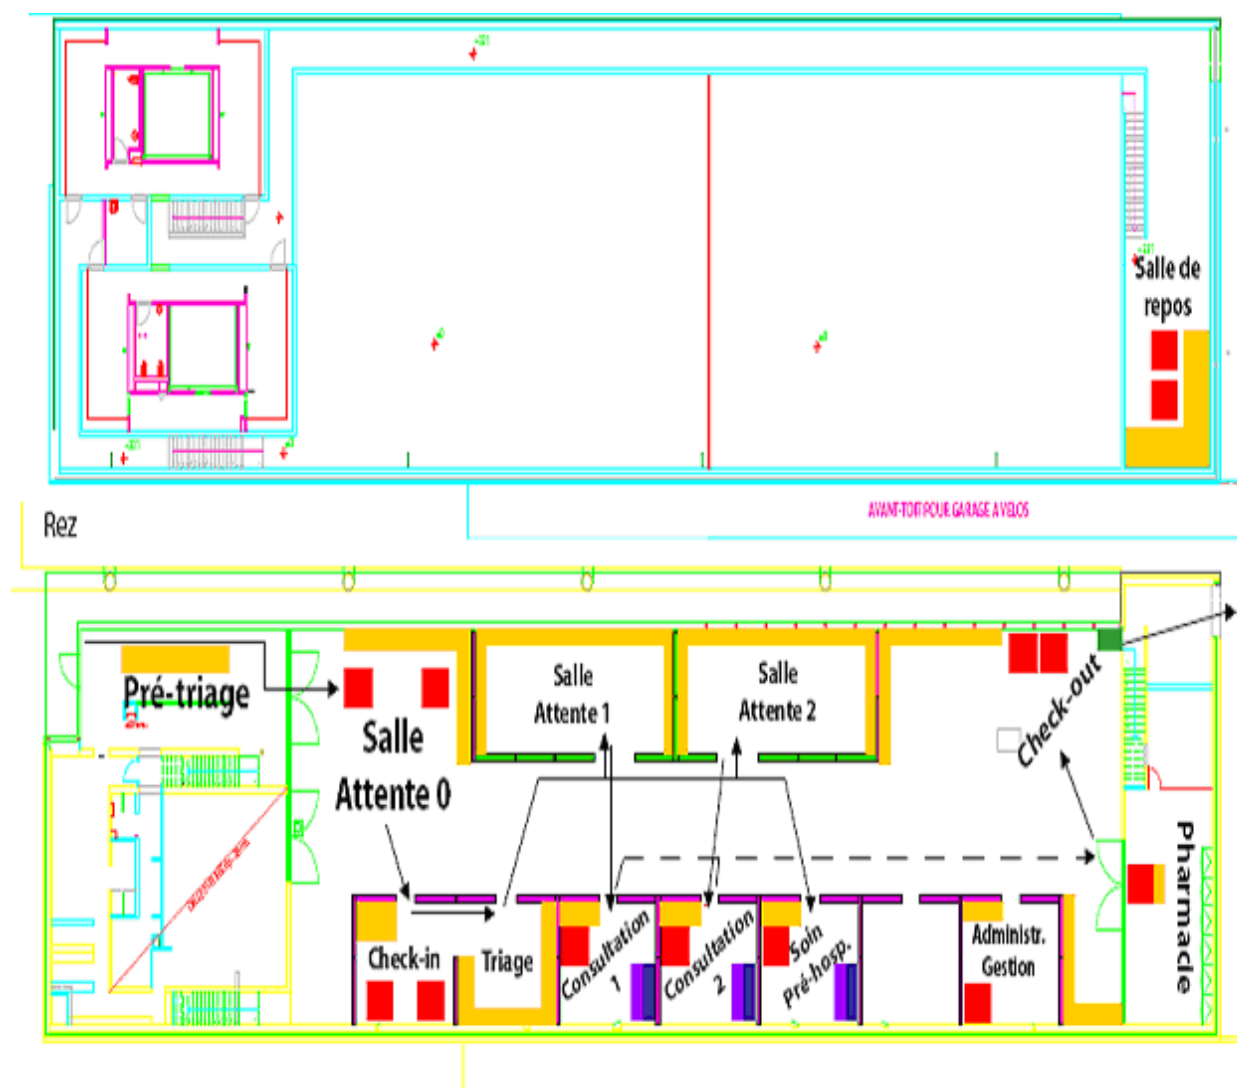 Salle de
repos
AVANT-TOIT POUR GARAGE A VELOS
Rez
Pré-triage
Salle
Attente 0
Salle
Attente 1
Salle
Attente 2
Check-out
Pharmacie
Check-in
Triage
Consultation
1
Consultation
2
Soin
Pré-hosp.
Administr.
Gestion